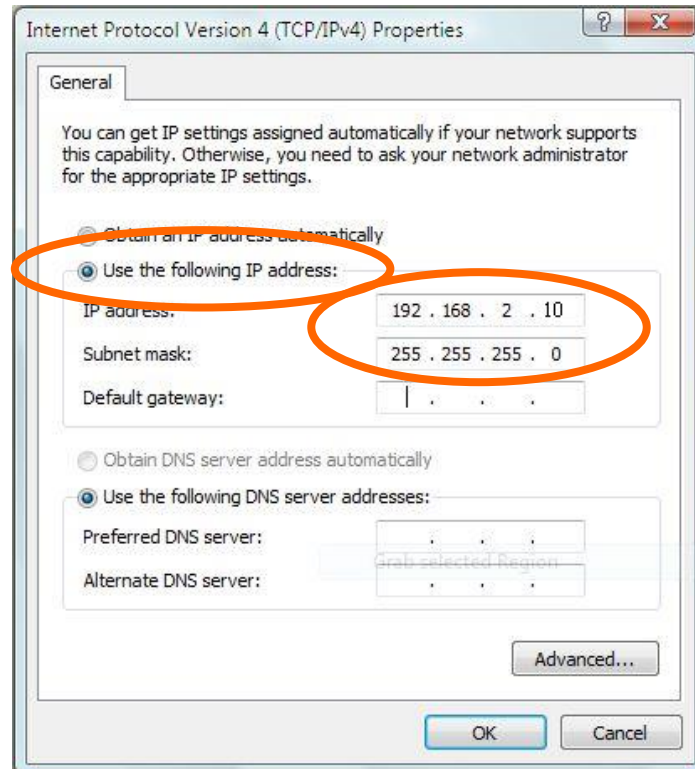 Internet Protocol Version 4 (TCP/IPv4) Properties
General
You can get IP settings assigned automatically if your network supports
this capability. Otherwise, you need to ask your network administrator
for the appropriate IP settings.
Obtain an IP address automatically
Use the following IP address:
IP address: 192 . 168 . 2 . 10
Subnet mask: 255 . 255 . 255 . 0
Default gateway: . . .
Obtain DNS server address automatically
Use the following DNS server addresses:
Preferred DNS server: . . .
Grab selected Region
Alternate DNS server: . . .
Advanced...
OK Cancel